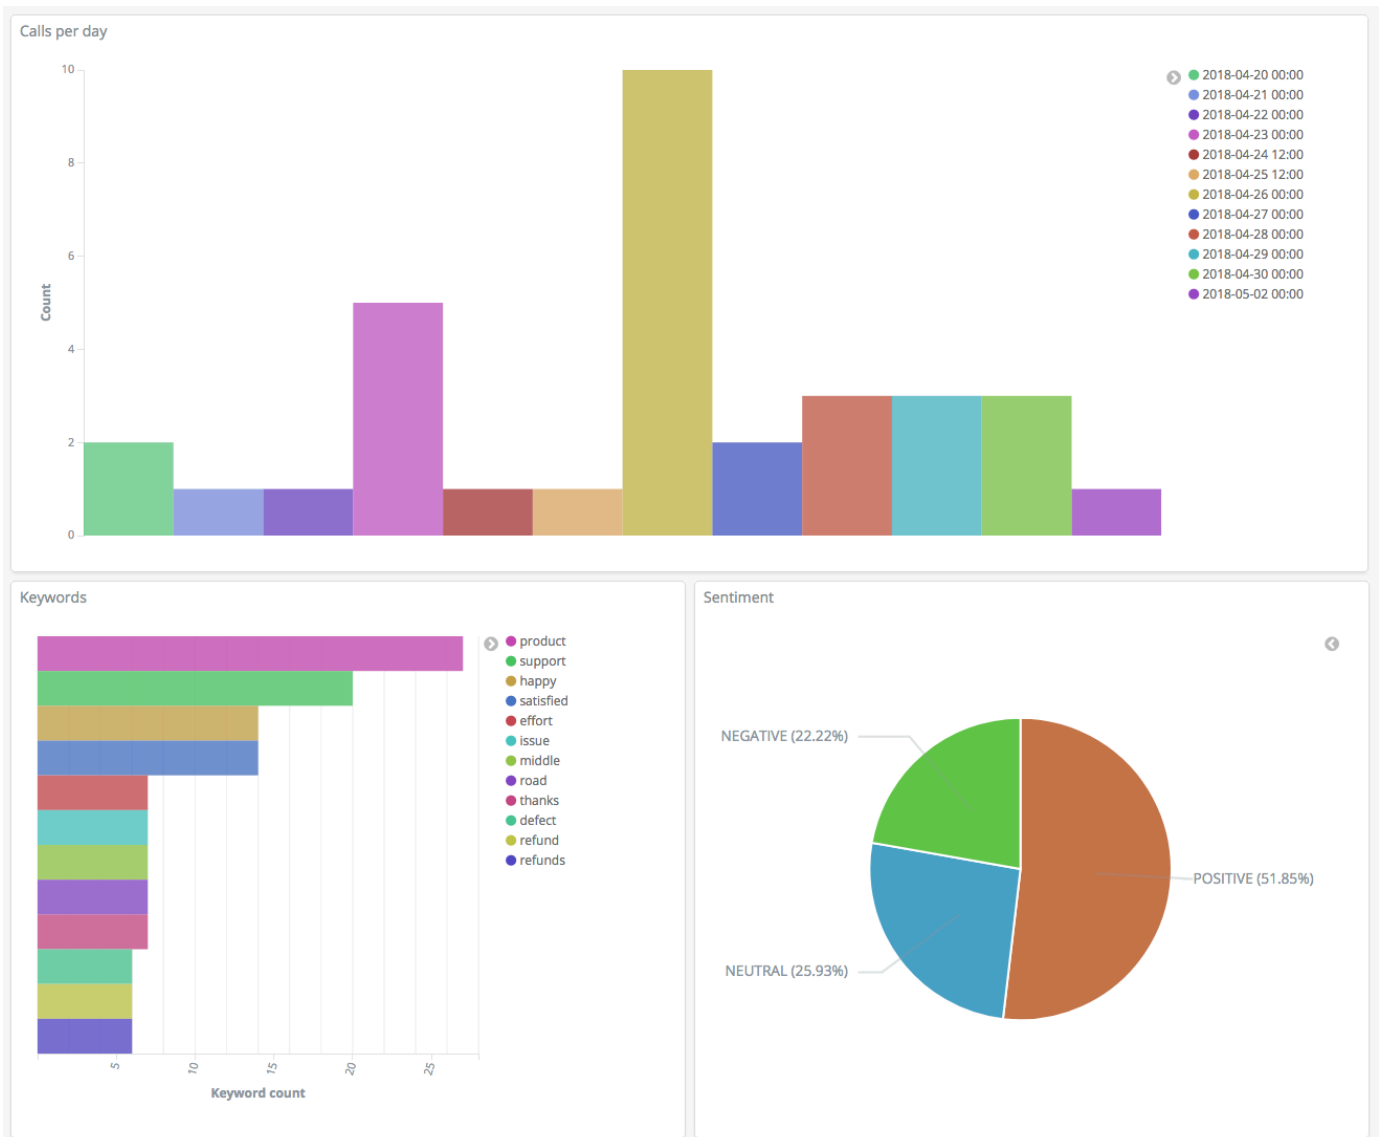 Calls per day
10
8
6
4
2
0
Count
2018-04-20 00:00
2018-04-21 00:00
2018-04-22 00:00
2018-04-23 00:00
2018-04-24 12:00
2018-04-25 12:00
2018-04-26 00:00
2018-04-27 00:00
2018-04-28 00:00
2018-04-29 00:00
2018-04-30 00:00
2018-05-02 00:00
Keywords
product
support
happy
satisfied
effort
issue
middle
road
thanks
defect
refund
refunds
5 10 15 20 25
Keyword count
Sentiment
NEGATIVE (22.22%)
POSITIVE (51.85%)
NEUTRAL (25.93%)